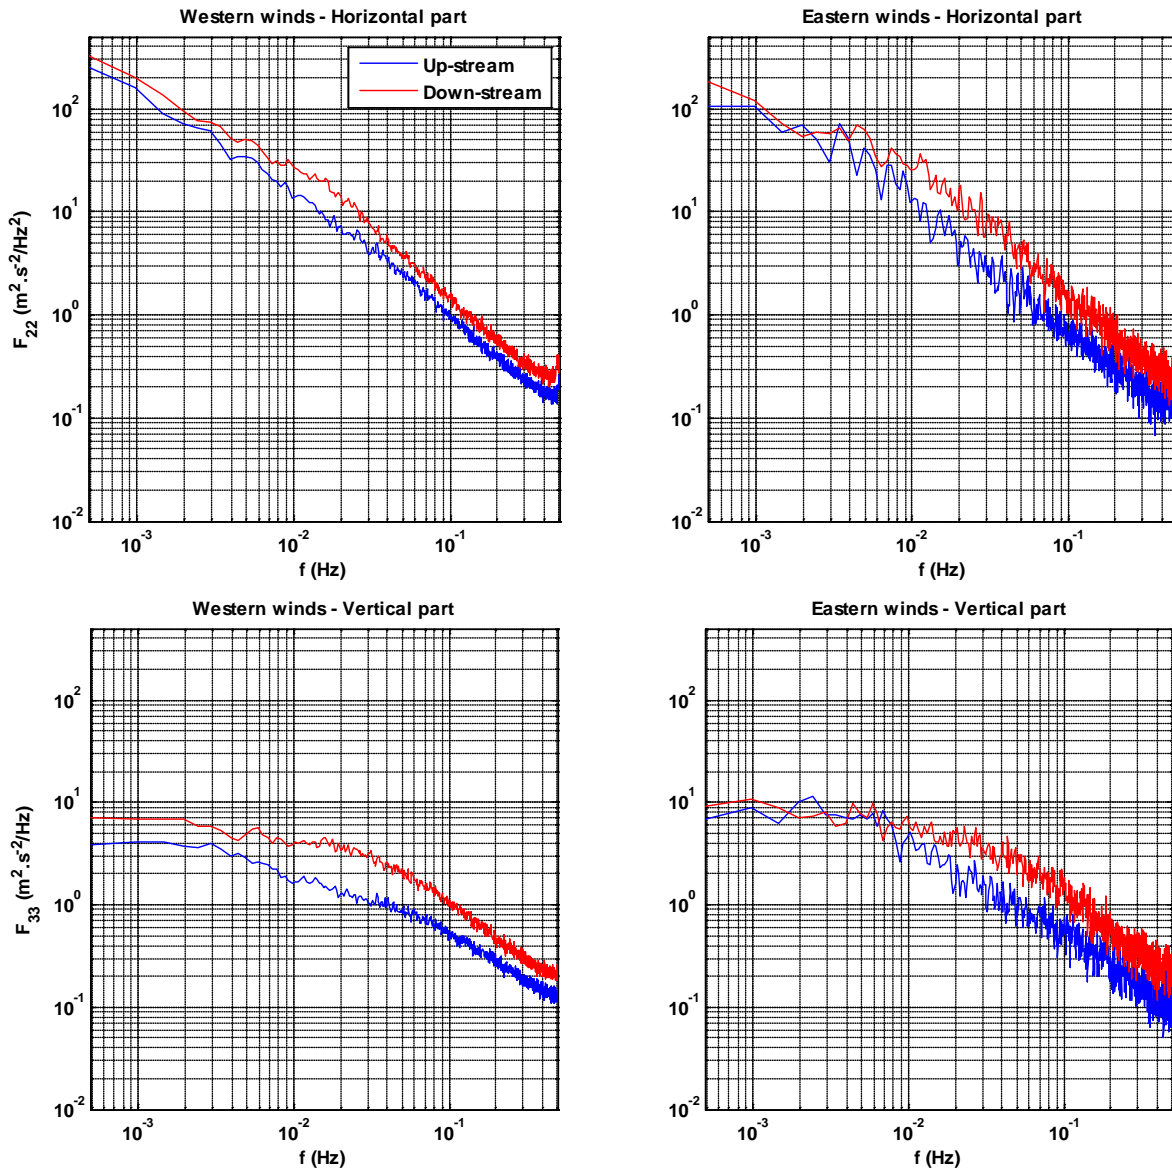 Western winds - Horizontal part
Eastern winds - Horizontal part
Up-stream
Down-stream
10^2
10^1
10^0
10^-1
10^-2
F_22 (m^2.s^-2/Hz^2)
10^-3
10^-2
10^-1
f (Hz)
10^2
10^1
10^0
10^-1
10^-2
10^-3
10^-2
10^-1
f (Hz)
Western winds - Vertical part
Eastern winds - Vertical part
10^2
10^1
10^0
10^-1
10^-2
F_33 (m^2.s^-2/Hz)
10^-3
10^-2
10^-1
f (Hz)
10^2
10^1
10^0
10^-1
10^-2
10^-3
10^-2
10^-1
f (Hz)